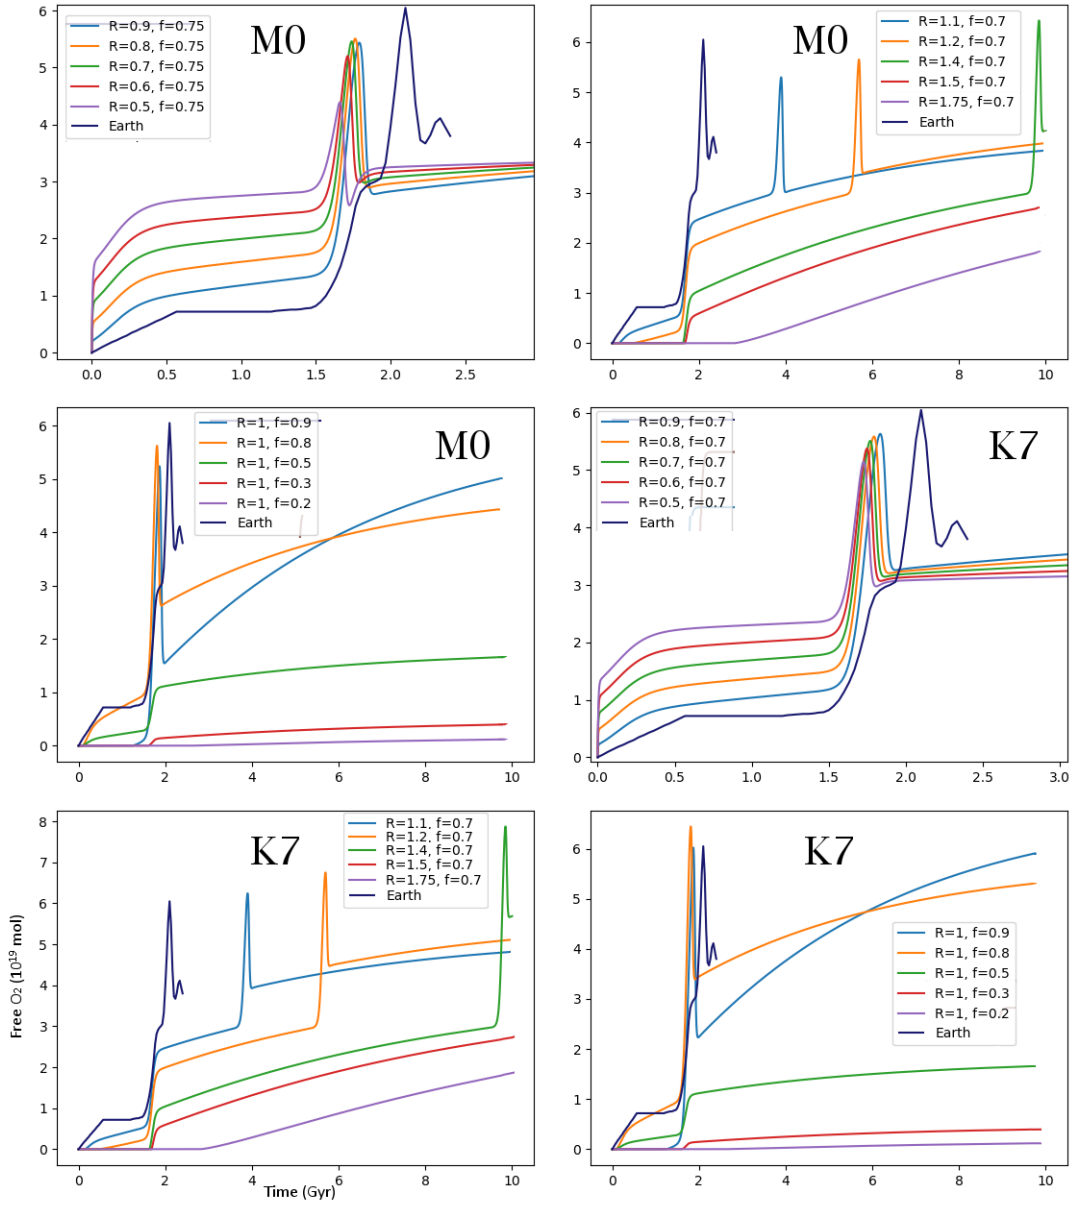 R=0.9, f=0.75
R=0.8, f=0.75
R=0.7, f=0.75
R=0.6, f=0.75
R=0.5, f=0.75
Earth
M0
6
5
4
3
2
1
0
0.0 0.5 1.0 1.5 2.0 2.5
M0
R=1.1, f=0.7
R=1.2, f=0.7
R=1.4, f=0.7
R=1.5, f=0.7
R=1.75, f=0.7
Earth
6
5
4
3
2
1
0
0 2 4 6 8 10
R=1, f=0.9
R=1, f=0.8
R=1, f=0.5
R=1, f=0.3
R=1, f=0.2
Earth
M0
6
5
4
3
2
1
0
0 2 4 6 8 10
R=0.9, f=0.7
R=0.8, f=0.7
R=0.7, f=0.7
R=0.6, f=0.7
R=0.5, f=0.7
Earth
K7
6
5
4
3
2
1
0
0.0 0.5 1.0 1.5 2.0 2.5 3.0
K7
R=1.1, f=0.7
R=1.2, f=0.7
R=1.4, f=0.7
R=1.5, f=0.7
R=1.75, f=0.7
Earth
8
7
6
5
4
3
2
1
0
Free O₂ (10¹⁹ mol)
0 2 4 6 8 10
Time (Gyr)
K7
R=1, f=0.9
R=1, f=0.8
R=1, f=0.5
R=1, f=0.3
R=1, f=0.2
Earth
6
5
4
3
2
1
0
0 2 4 6 8 10